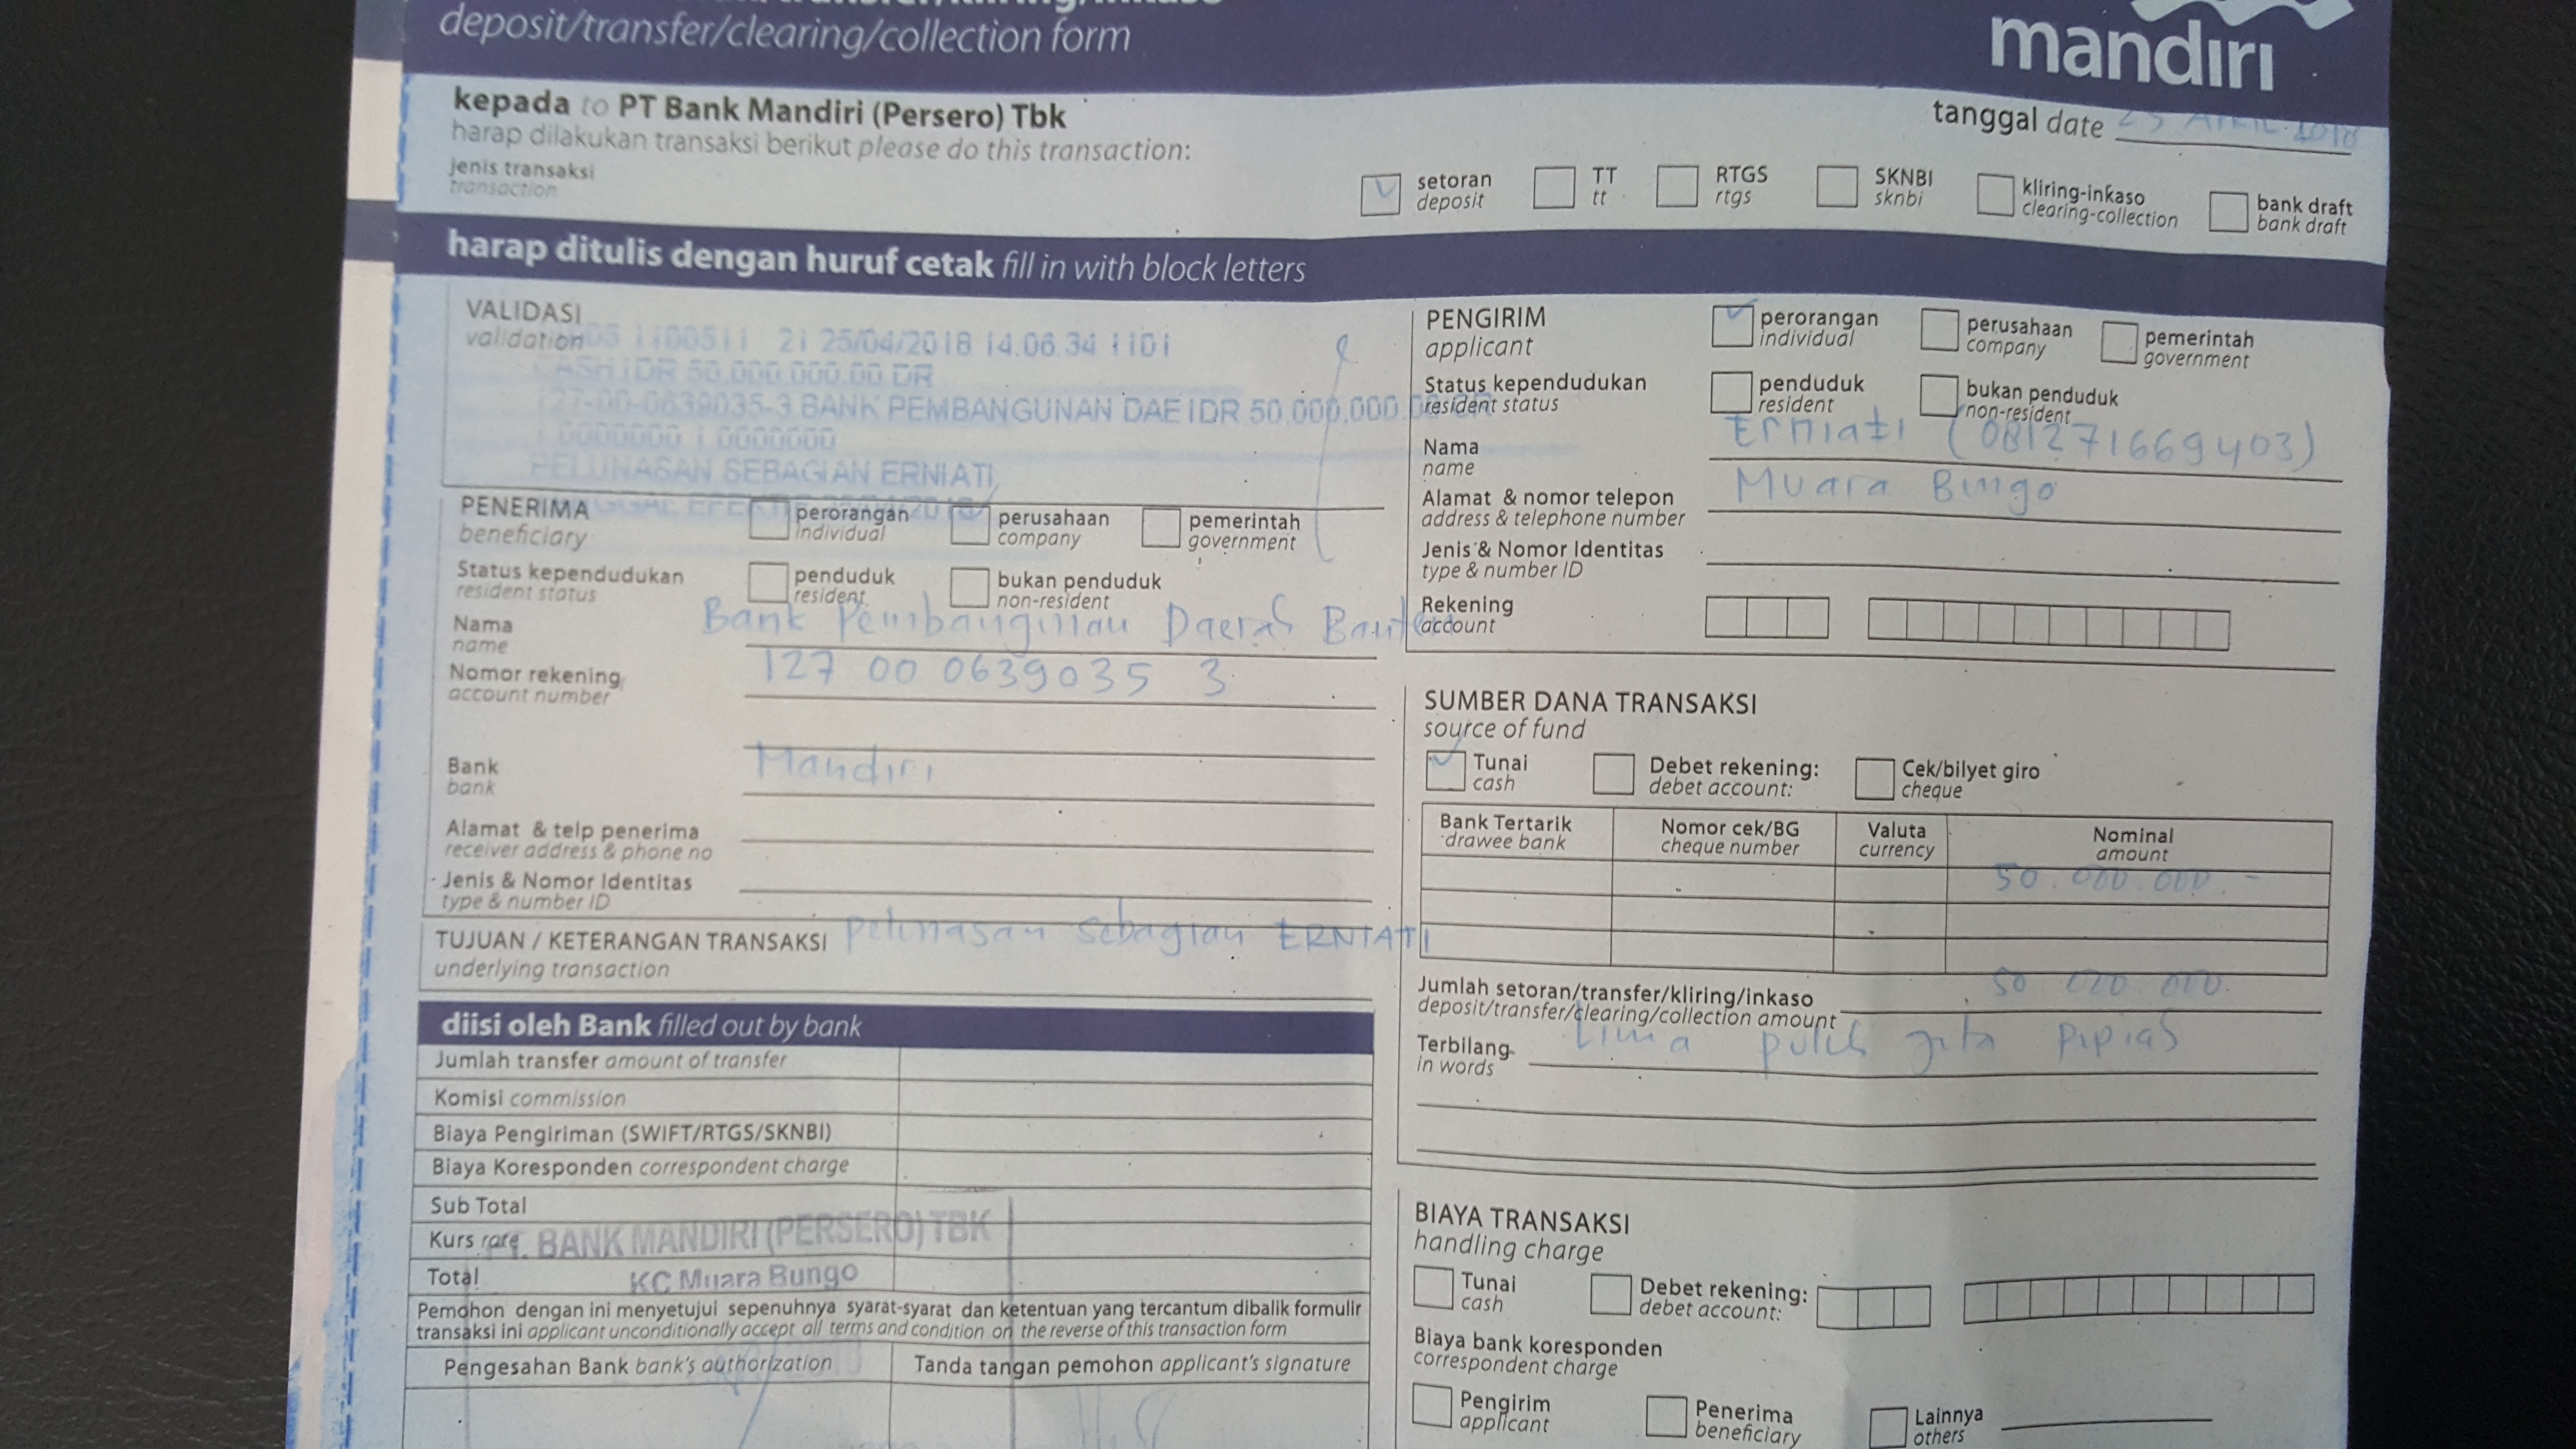 deposit/transfer/clearing/collection form
mandırı
kepada to PT Bank Mandiri (Persero) Tbk
harap dilakukan transaksi berikut please do this transaction:
tanggal date 25 APRIL 2018
jenis transaksi
transaction
setoran
deposit
TT
tt
RTGS
rtgs
SKNBI
sknbi
kliring-inkaso
clearing-collection
bank draft
bank draft
harap ditulis dengan huruf cetak fill in with block letters
VALIDASI
validation
05 1100511 21 25/04/2018 14.06.34 1101
CASH IDR 50.000.000.00 DR
127-00-0639035-3 BANK PEMBANGUNAN DAE IDR 50,000,000
1 0000000 1 0000000
PELUNASAN SEBAGIAN ERNIATI
PENERIMA
beneficiary
perorangan
individual
perusahaan
company
pemerintah
government
Status kependudukan
resident status
penduduk
resident
bukan penduduk
non-resident
Nama
name
Bank Pembangunan Daerah Banten
Nomor rekening
account number
127 00 0639035 3
Bank
bank
Mandiri
Alamat & telp penerima
receiver address & phone no
Jenis & Nomor Identitas
type & number ID
TUJUAN / KETERANGAN TRANSAKSI
underlying transaction
Pelunasan sebagian ERNIATI
diisi oleh Bank filled out by bank
Jumlah transfer amount of transfer
Komisi commission
Biaya Pengiriman (SWIFT/RTGS/SKNBI)
Biaya Koresponden correspondent charge
Sub Total
Kurs rate
Total
PT. BANK MANDIRI (PERSERO) TBK
KC Muara Bungo
Pemohon dengan ini menyetujui sepenuhnya syarat-syarat dan ketentuan yang tercantum dibalik formulir
transaksi ini applicant unconditionally accept all terms and condition on the reverse of this transaction form
Pengesahan Bank bank's authorization
Tanda tangan pemohon applicant's signature
PENGIRIM
applicant
perorangan
individual
perusahaan
company
pemerintah
government
Status kependudukan
resident status
penduduk
resident
bukan penduduk
non-resident
Nama
name
Erniati (081271669403)
Alamat & nomor telepon
address & telephone number
Muara Bungo
Jenis & Nomor Identitas
type & number ID
Rekening
account
SUMBER DANA TRANSAKSI
source of fund
Tunai
cash
Debet rekening:
debet account:
Cek/bilyet giro
cheque
Bank Tertarik
drawee bank
Nomor cek/BG
cheque number
Valuta
currency
Nominal
amount
50.000.000.-
Jumlah setoran/transfer/kliring/inkaso
deposit/transfer/clearing/collection amount
50 000 000.
Terbilang
in words
Lima puluh juta rupiah
BIAYA TRANSAKSI
handling charge
Tunai
cash
Debet rekening:
debet account:
Biaya bank koresponden
correspondent charge
Pengirim
applicant
Penerima
beneficiary
Lainnya
others